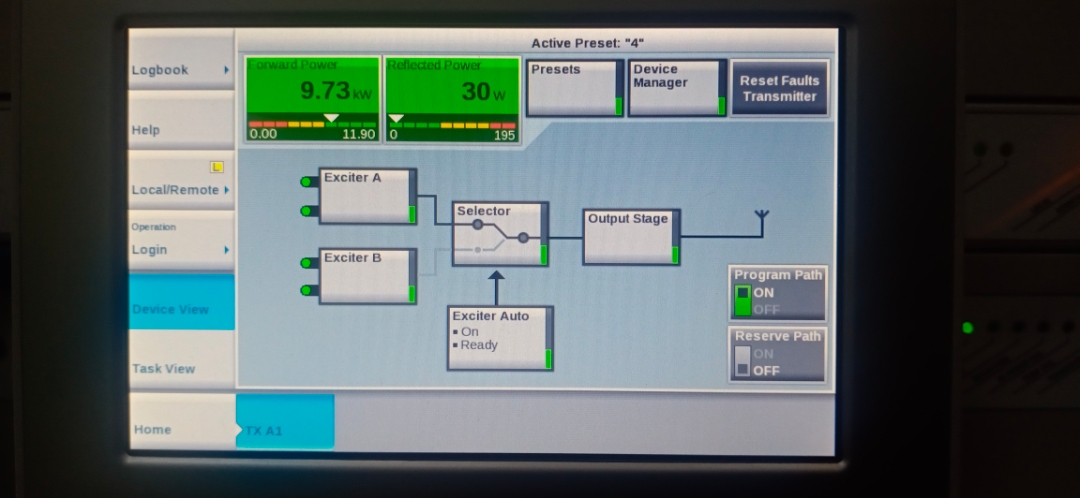 Active Preset: "4"
Logbook
Help
Local/Remote
L
Operation
Login
Device View
Task View
Home
TX A1
Forward Power
9.73 kW
0.00 11.90
Reflected Power
30 W
0 195
Presets
Device
Manager
Reset Faults
Transmitter
Exciter A
Exciter B
Selector
Output Stage
Exciter Auto
▪ On
▪ Ready
Program Path
ON
OFF
Reserve Path
ON
OFF